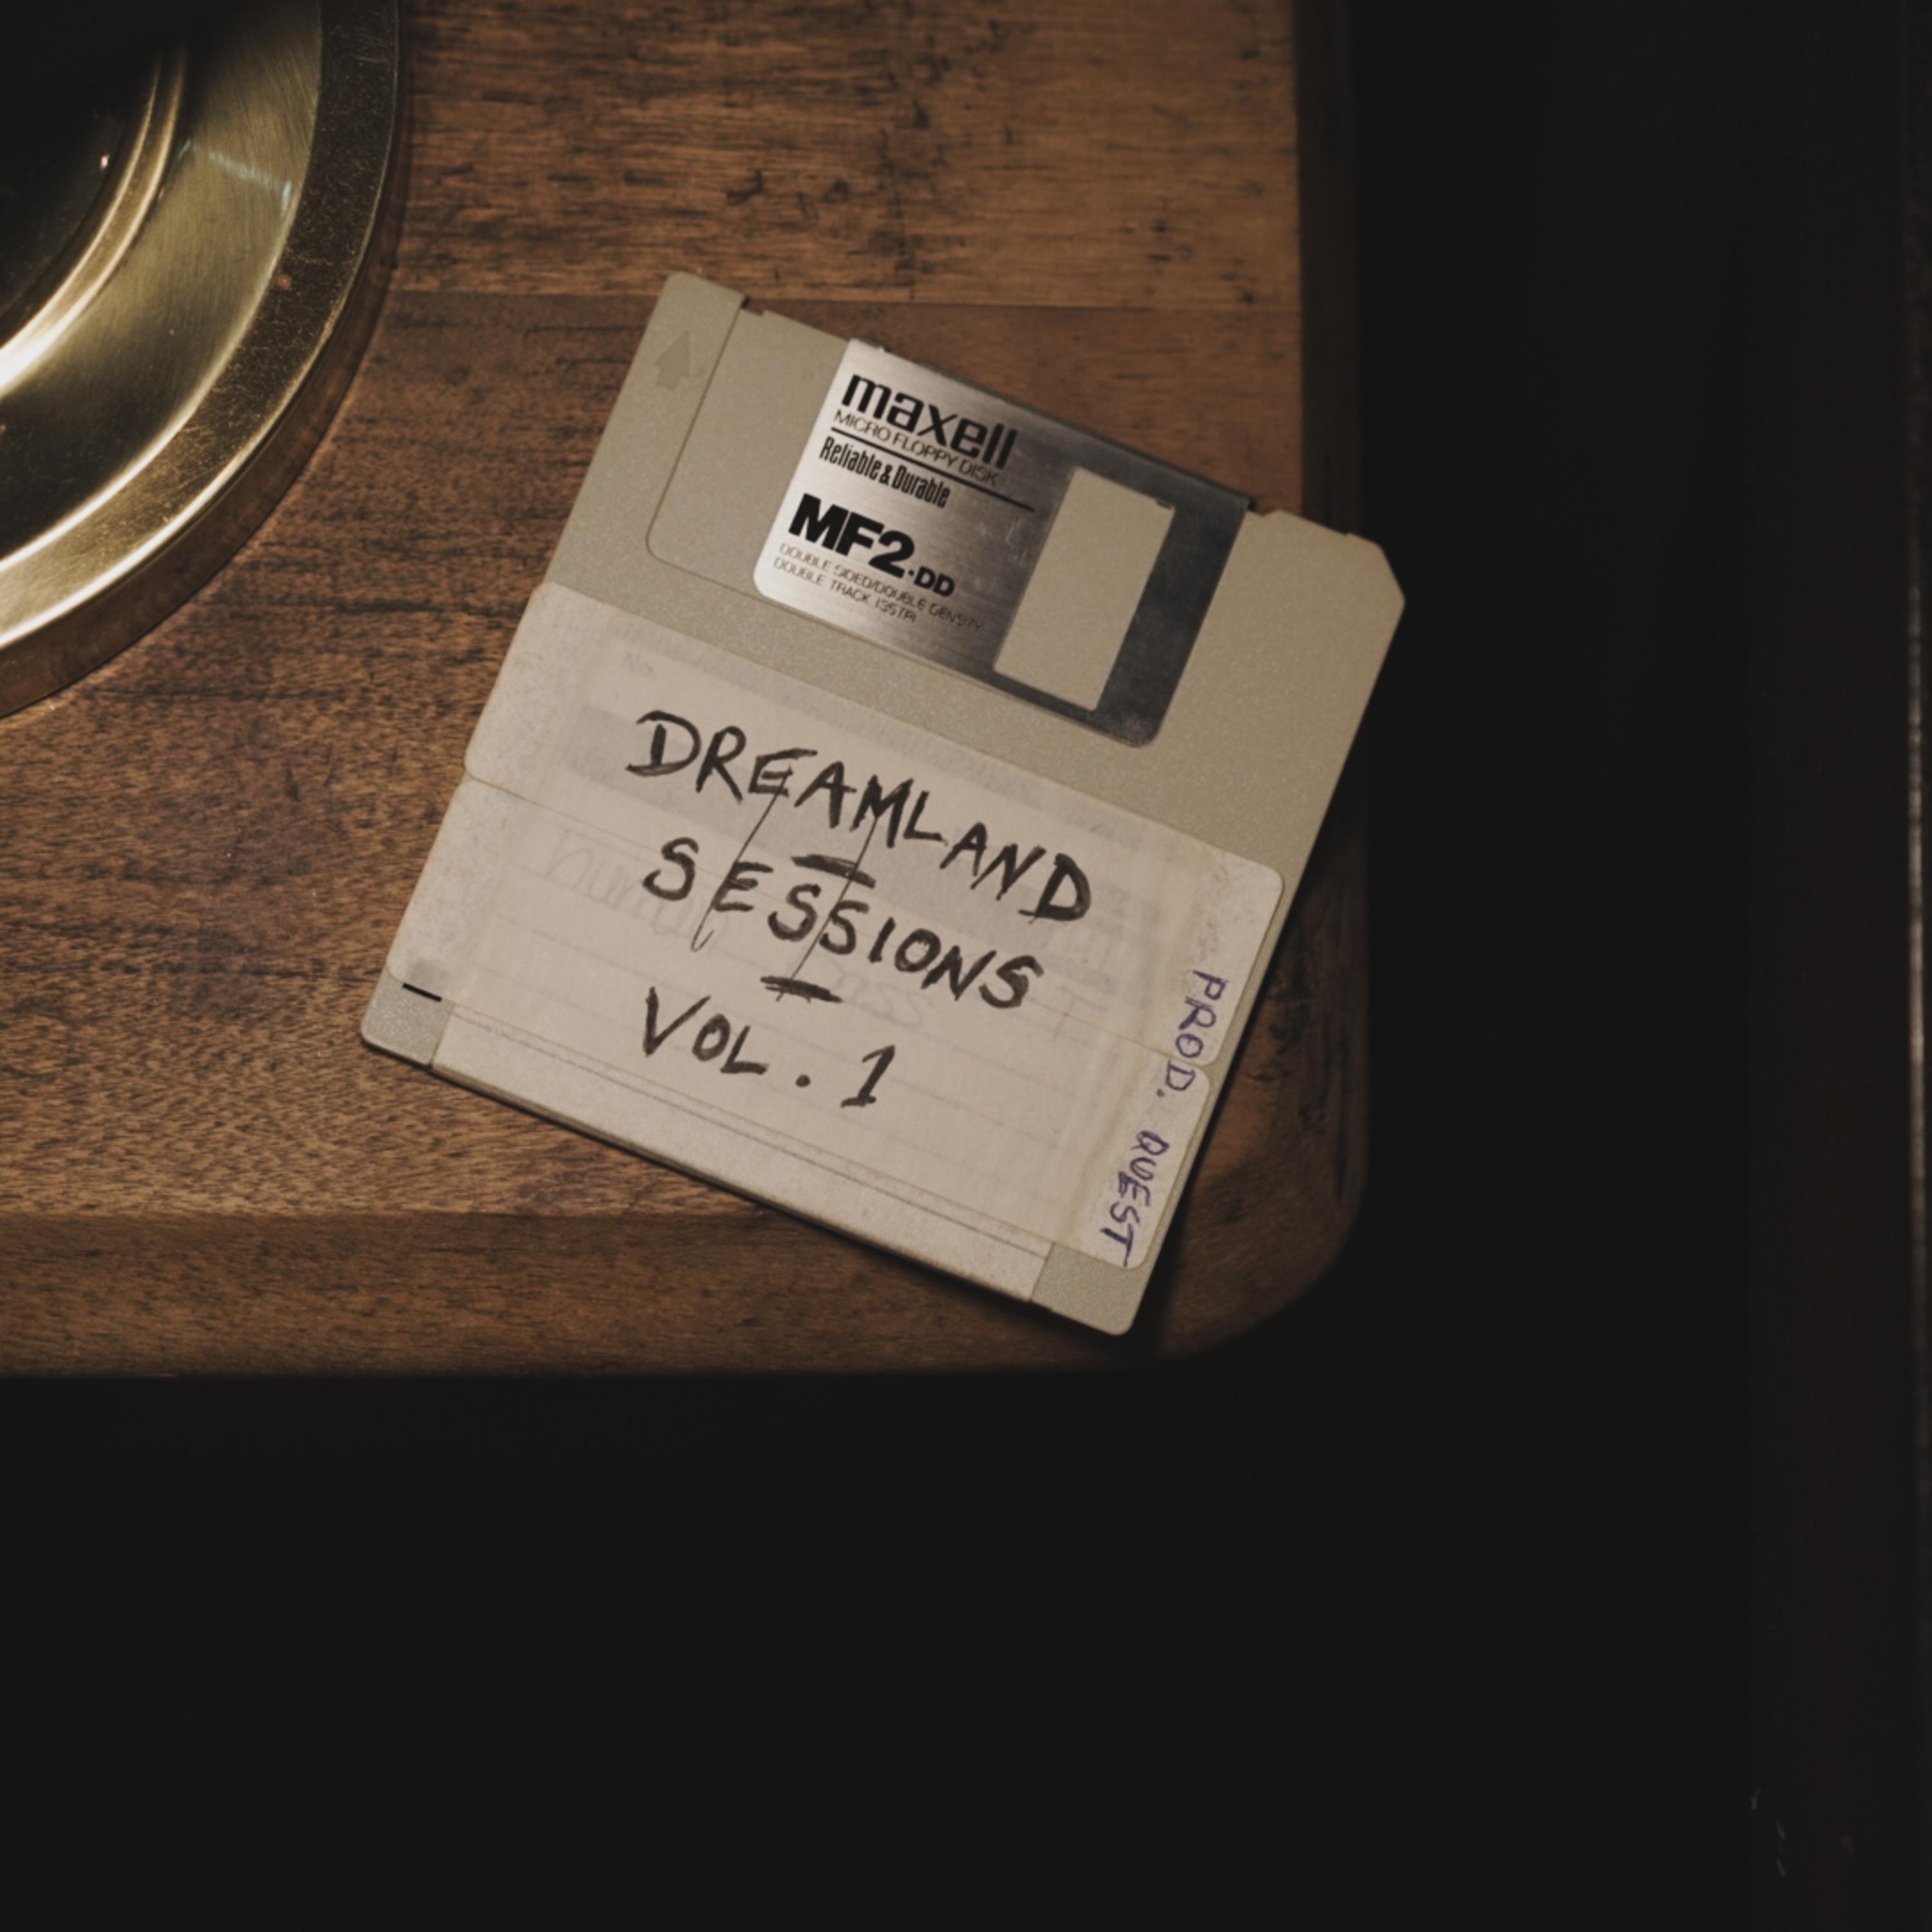 maxell
MICRO FLOPPY DISK
Reliable & Durable
MF2-DD
DOUBLE SIDED/DOUBLE DENSITY
DOUBLE TRACK 135TPI
DREAMLAND
SESSIONS
VOL. 1
PROD. QUEST